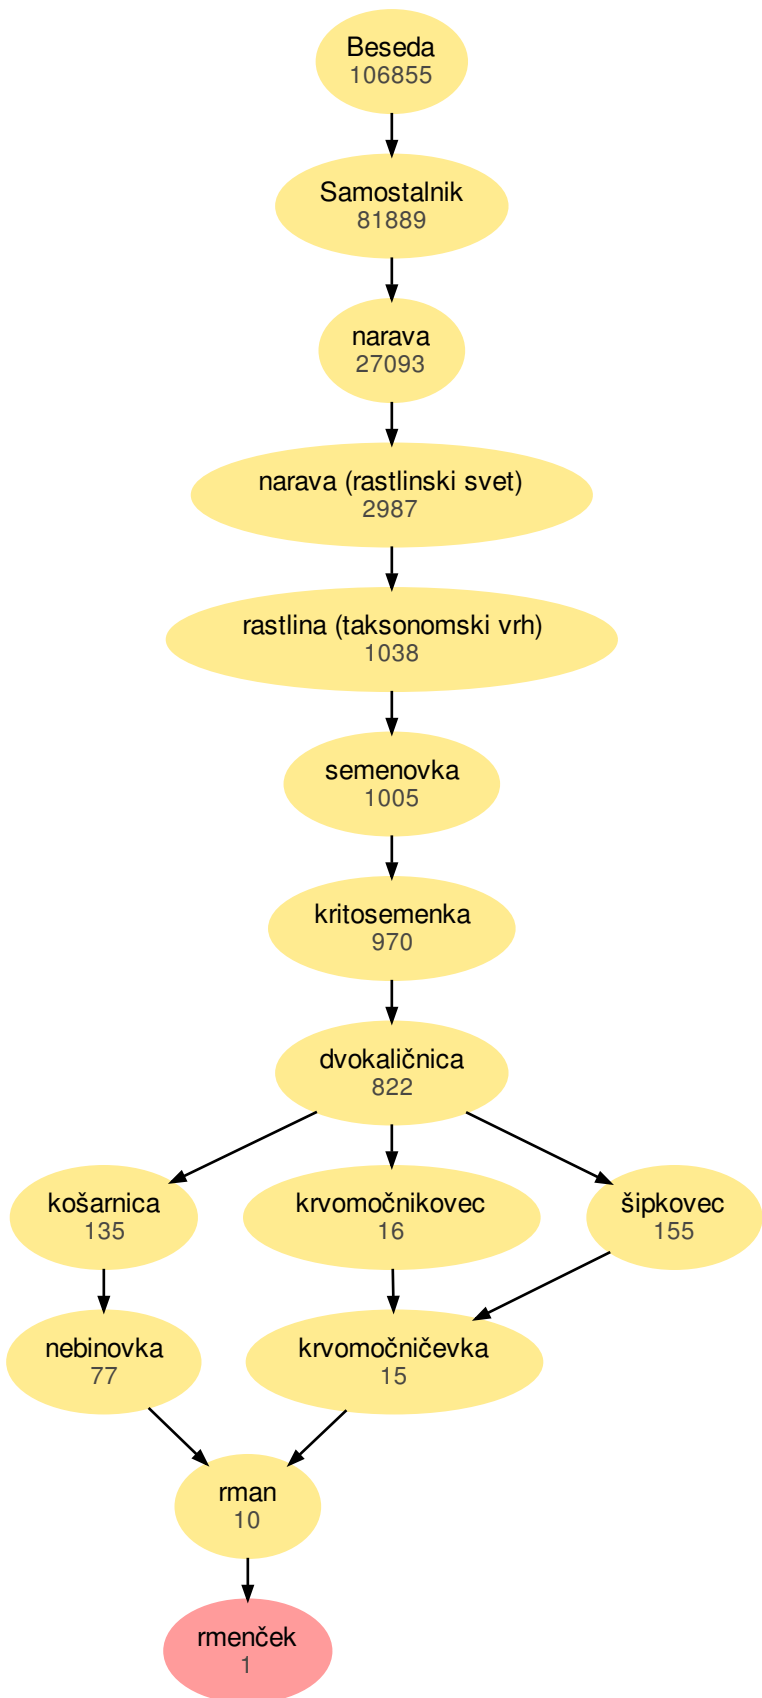 Beseda
106855
Samostalnik
81889
narava
27093
narava (rastlinski svet)
2987
rastlina (taksonomski vrh)
1038
semenovka
1005
kritosemenka
970
dvokaličnica
822
košarnica
135
krvomočnikovec
16
šipkovec
155
nebinovka
77
krvomočničevka
15
rman
10
rmenček
1